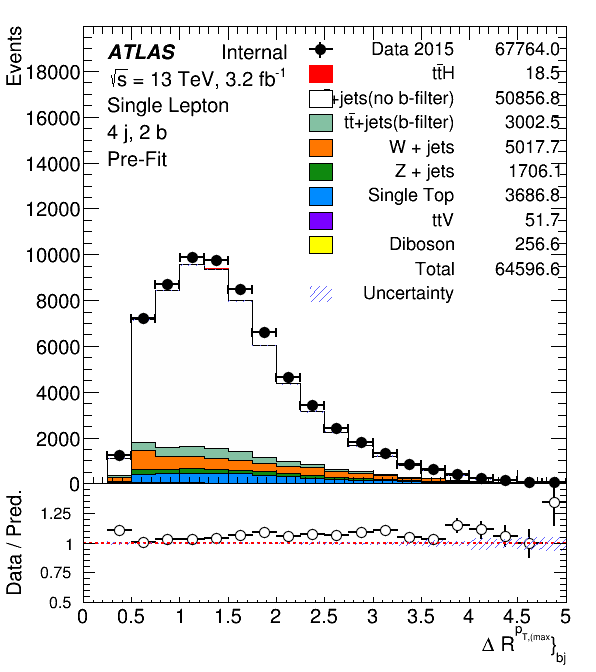 Events
ATLAS Internal
√s = 13 TeV, 3.2 fb-1
Single Lepton
4 j, 2 b
Pre-Fit
Data 2015 67764.0
tt̄H 18.5
+jets(no b-filter) 50856.8
tt̄+jets(b-filter) 3002.5
W + jets 5017.7
Z + jets 1706.1
Single Top 3686.8
ttV 51.7
Diboson 256.6
Total 64596.6
Uncertainty
18000
16000
14000
12000
10000
8000
6000
4000
2000
0
Data / Pred.
1.25
1
0.75
0.5
0 0.5 1 1.5 2 2.5 3 3.5 4 4.5 5
Δ R^{p_{T,(max}}}_{bj}